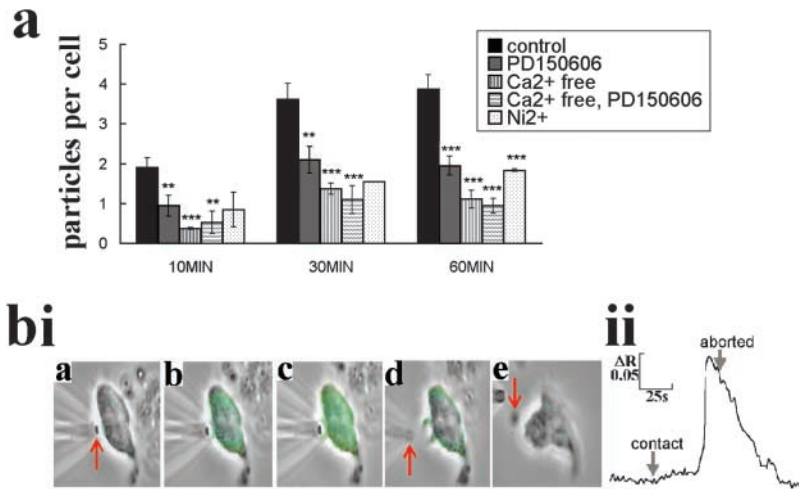 a
particles per cell
5
4
3
2
1
0
control
PD150606
Ca2+ free
Ca2+ free, PD150606
Ni2+
** *** **
** *** ***
*** *** *** ***
10MIN 30MIN 60MIN
bi
a b c d e
ii
ΔR
0.05
25s
contact
aborted